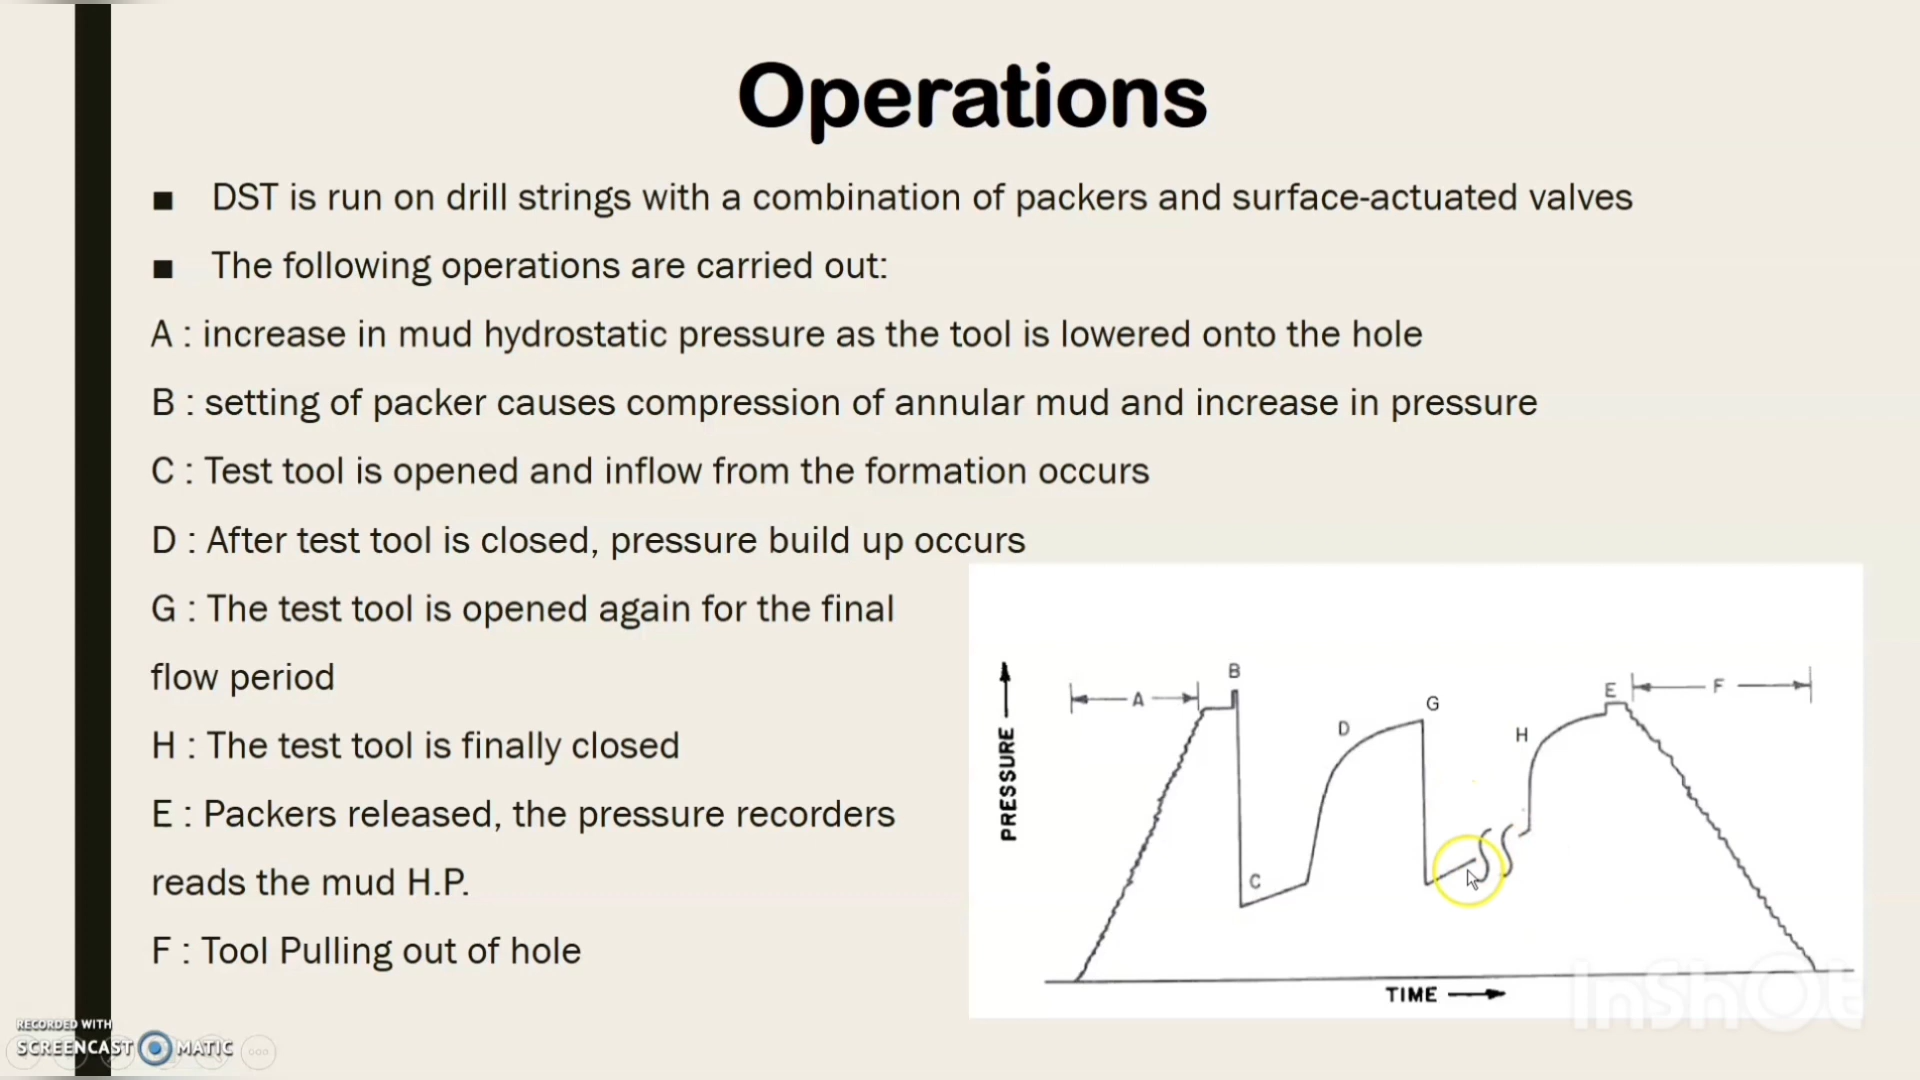 Operations
■ DST is run on drill strings with a combination of packers and surface-actuated valves
■ The following operations are carried out:
A : increase in mud hydrostatic pressure as the tool is lowered onto the hole
B : setting of packer causes compression of annular mud and increase in pressure
C : Test tool is opened and inflow from the formation occurs
D : After test tool is closed, pressure build up occurs
G : The test tool is opened again for the final
flow period
H : The test tool is finally closed
E : Packers released, the pressure recorders
reads the mud H.P.
F : Tool Pulling out of hole
PRESSURE
A
B
C
D
G
H
E
F
TIME
InShOt
RECORDED WITH
SCREENCAST MATIC